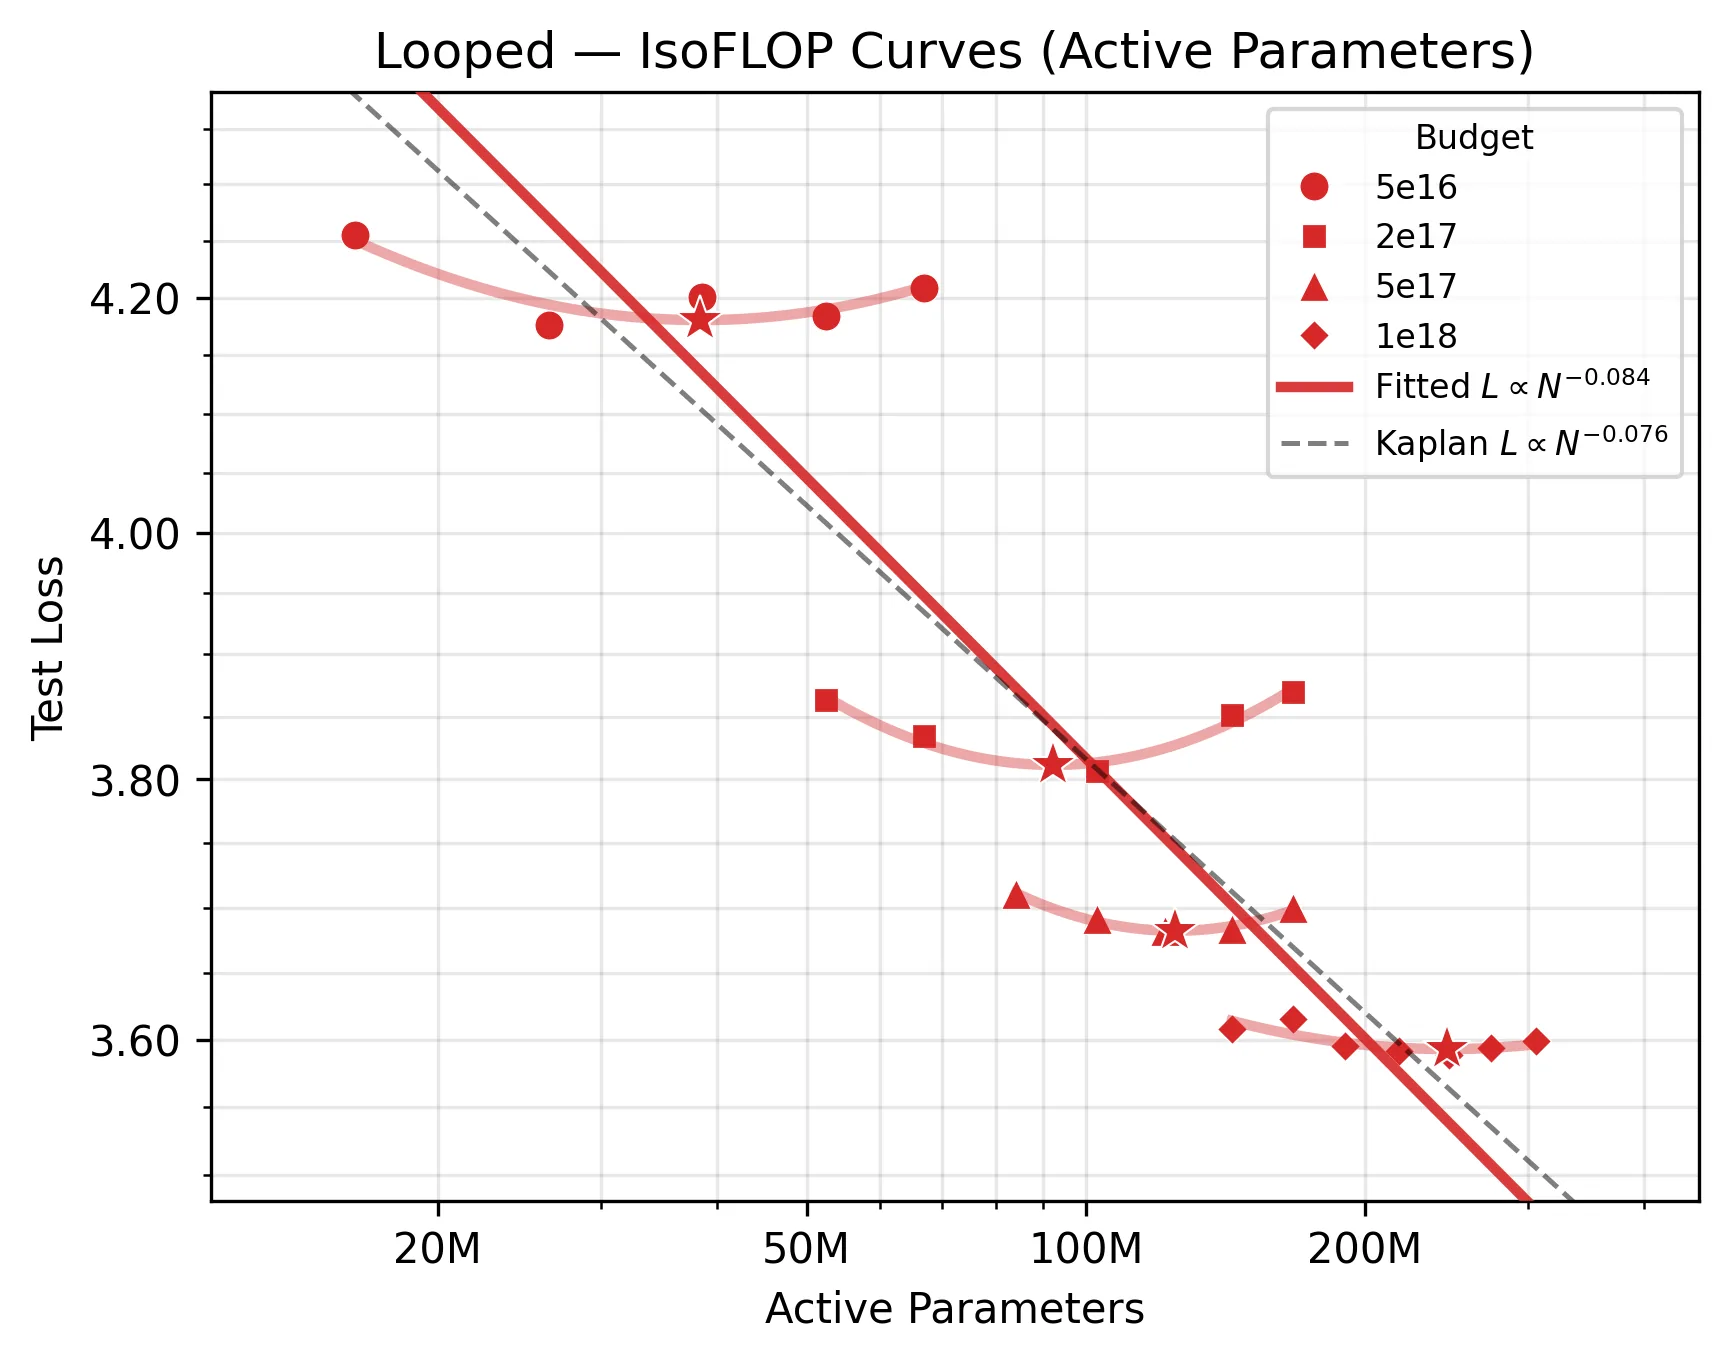 Looped — IsoFLOP Curves (Active Parameters)
Budget
5e16
2e17
5e17
1e18
Fitted L ∝ N^{−0.084}
Kaplan L ∝ N^{−0.076}
Test Loss
4.20
4.00
3.80
3.60
20M
50M
100M
200M
Active Parameters